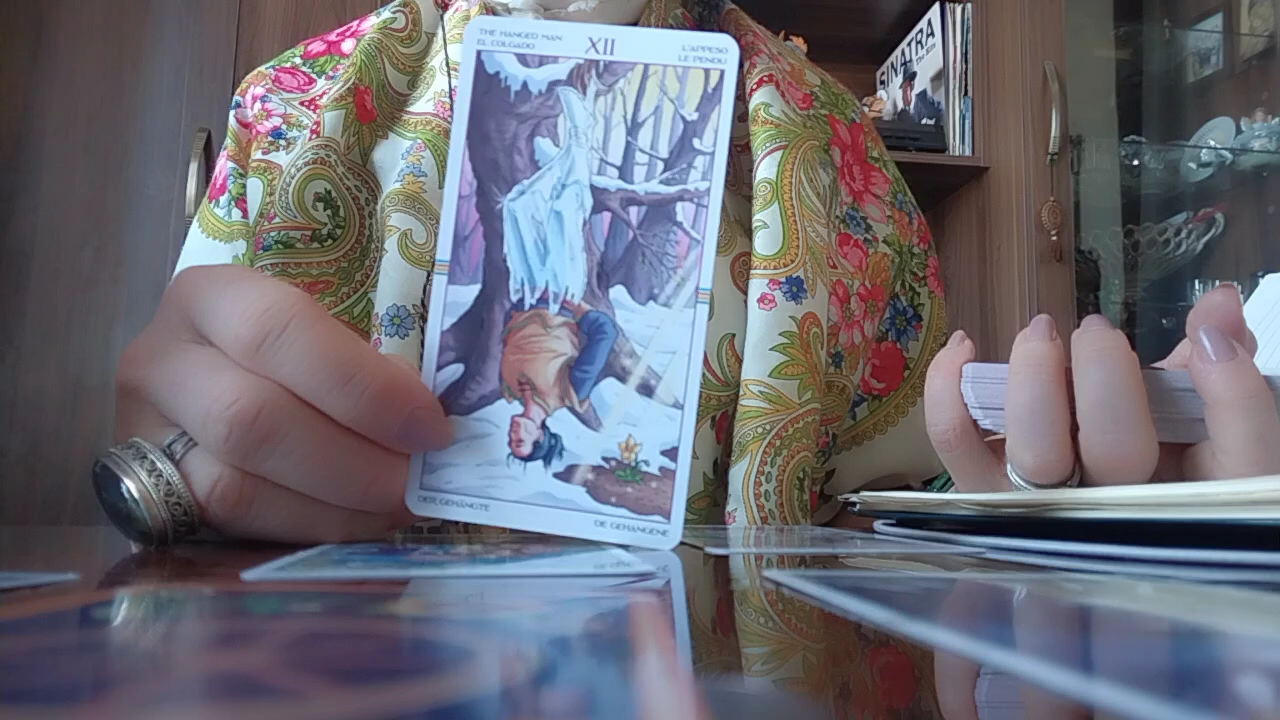 THE HANGED MAN
EL COLGADO
XII
L'APPESO
LE PENDU
DER GEHÄNGTE
DE GEHANGENE
SINATRA